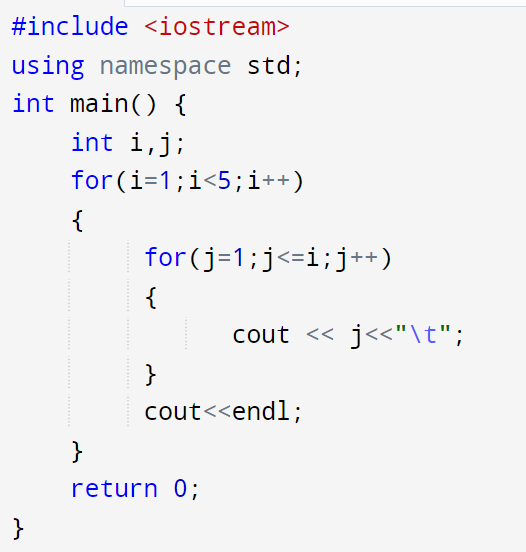 #include <iostream>
using namespace std;
int main() {
int i,j;
for(i=1;i<5;i++)
{
for(j=1;j<=i;j++)
{
cout << j<<"\t";
}
cout<<endl;
}
return 0;
}